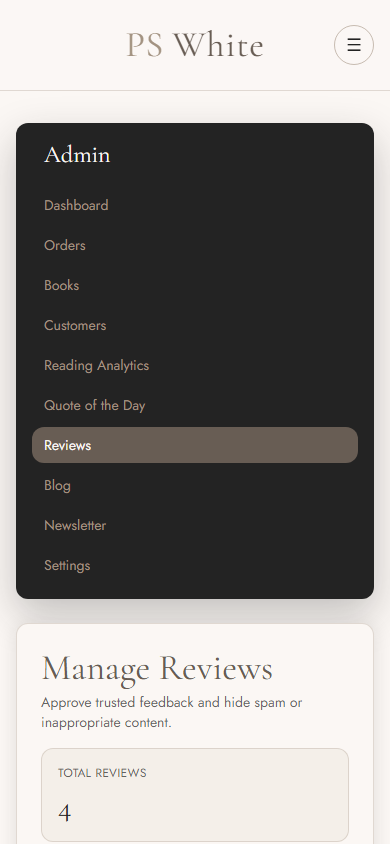 PS White
☰
Admin
Dashboard
Orders
Books
Customers
Reading Analytics
Quote of the Day
Reviews
Blog
Newsletter
Settings
Manage Reviews
Approve trusted feedback and hide spam or
inappropriate content.
TOTAL REVIEWS
4